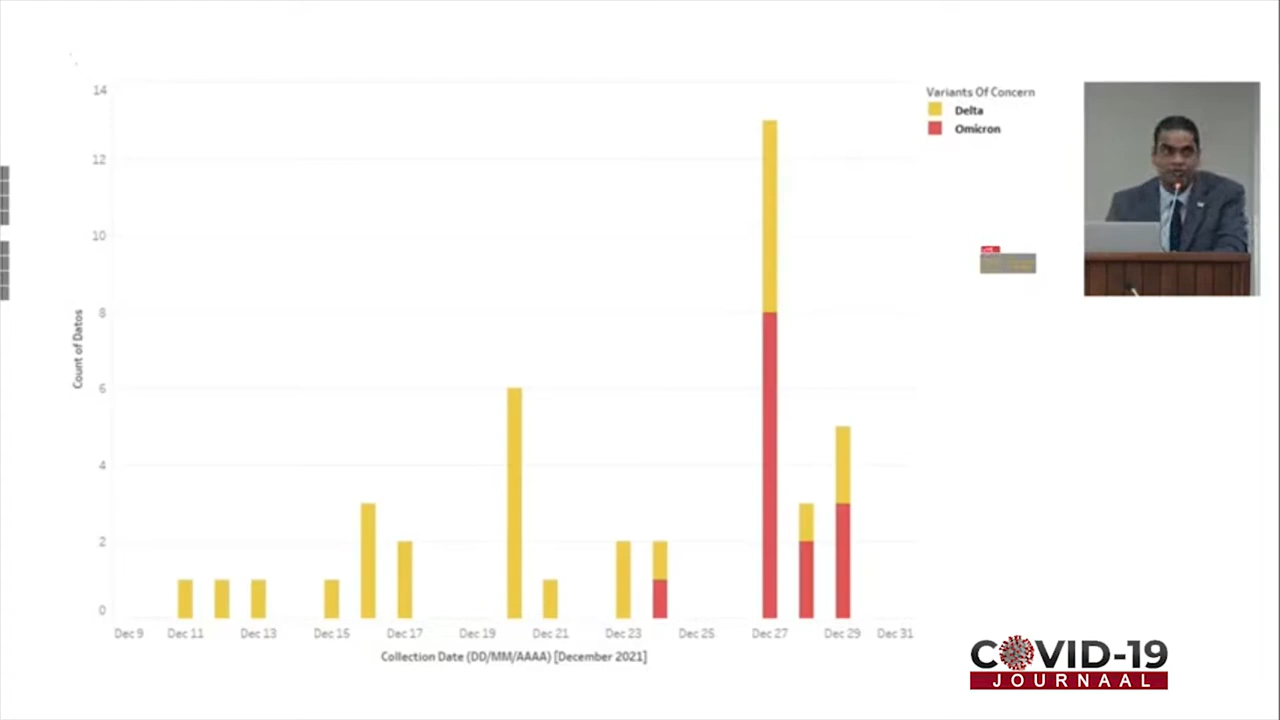 14
12
10
8
6
4
2
0
Count of Datos
Dec 9 Dec 11 Dec 13 Dec 15 Dec 17 Dec 19 Dec 21 Dec 23 Dec 25 Dec 27 Dec 29 Dec 31
Collection Date (DD/MM/AAAA) [December 2021]
Variants Of Concern
Delta
Omicron
COVID-19
JOURNAAL